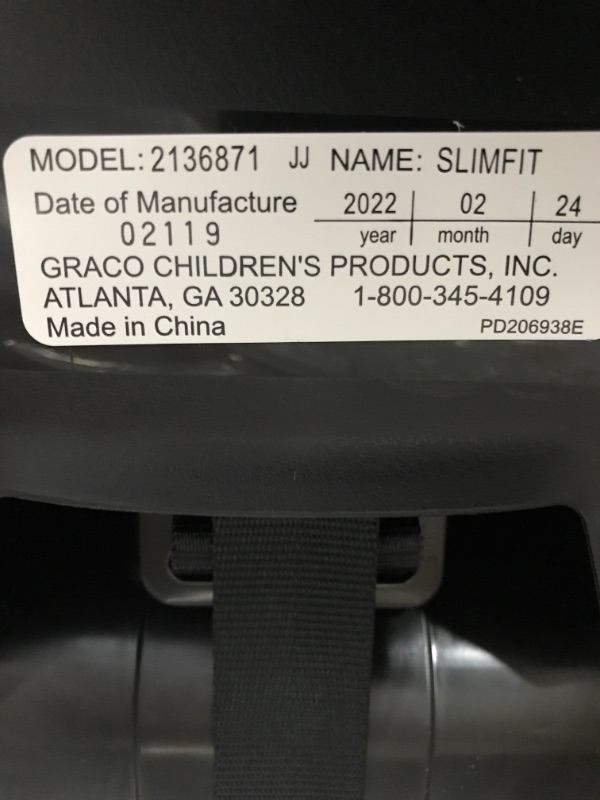 MODEL: 2136871 JJ NAME: SLIMFIT
Date of Manufacture 2022 02 24
02119 year month day
GRACO CHILDREN'S PRODUCTS, INC.
ATLANTA, GA 30328 1-800-345-4109
Made in China PD206938E